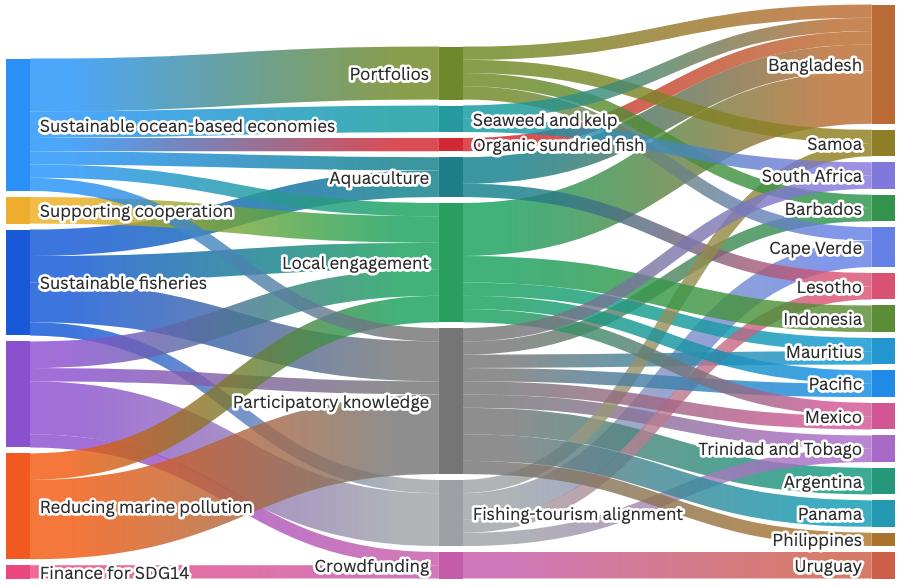 Sustainable ocean-based economies
Supporting cooperation
Sustainable fisheries
Reducing marine pollution
Finance for SDG14
Portfolios
Seaweed and kelp
Organic sundried fish
Aquaculture
Local engagement
Participatory knowledge
Fishing-tourism alignment
Crowdfunding
Bangladesh
Samoa
South Africa
Barbados
Cape Verde
Lesotho
Indonesia
Mauritius
Pacific
Mexico
Trinidad and Tobago
Argentina
Panama
Philippines
Uruguay